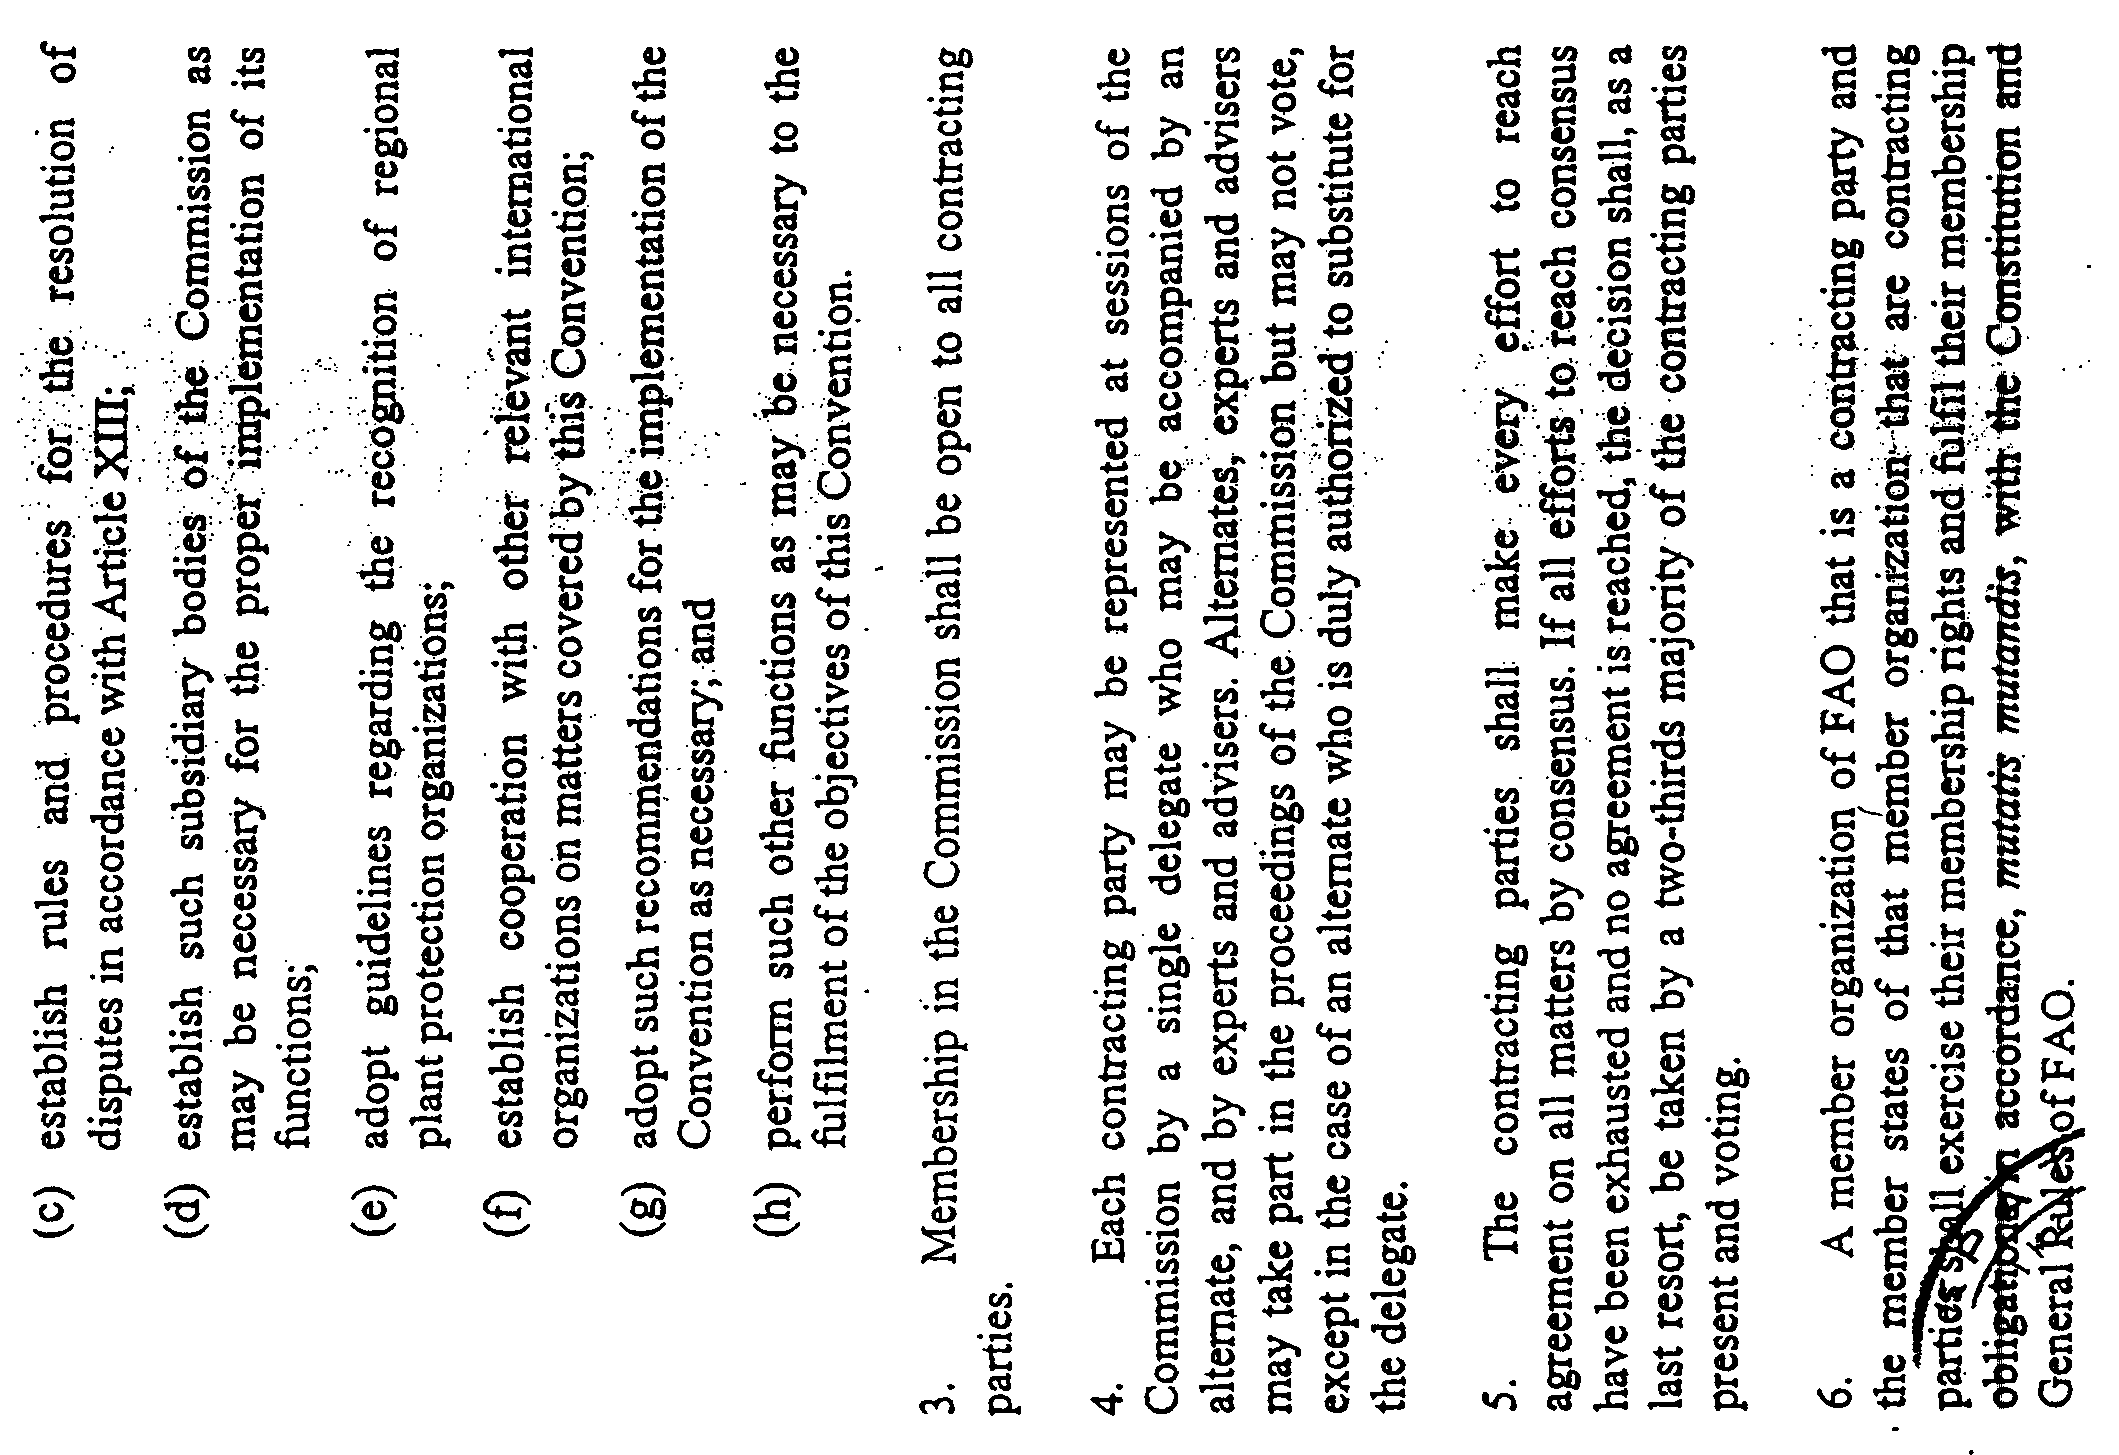 (c) establish rules and procedures for the resolution of
disputes in accordance with Article XIII;
(d) establish such subsidiary bodies of the Commission as
may be necessary for the proper implementation of its
functions;
(e) adopt guidelines regarding the recognition of regional
plant protection organizations;
(f) establish cooperation with other relevant international
organizations on matters covered by this Convention;
(g) adopt such recommendations for the implementation of the
Convention as necessary; and
(h) perform such other functions as may be necessary to the
fulfilment of the objectives of this Convention.
3. Membership in the Commission shall be open to all contracting
parties.
4. Each contracting party may be represented at sessions of the
Commission by a single delegate who may be accompanied by an
alternate, and by experts and advisers. Alternates, experts and advisers
may take part in the proceedings of the Commission but may not vote,
except in the case of an alternate who is duly authorized to substitute for
the delegate.
5. The contracting parties shall make every effort to reach
agreement on all matters by consensus. If all efforts to reach consensus
have been exhausted and no agreement is reached, the decision shall, as a
last resort, be taken by a two-thirds majority of the contracting parties
present and voting.
6. A member organization of FAO that is a contracting party and
the member states of that member organization that are contracting
parties shall exercise their membership rights and fulfil their membership
obligations in accordance, mutatis mutandis, with the Constitution and
General Rules of FAO.